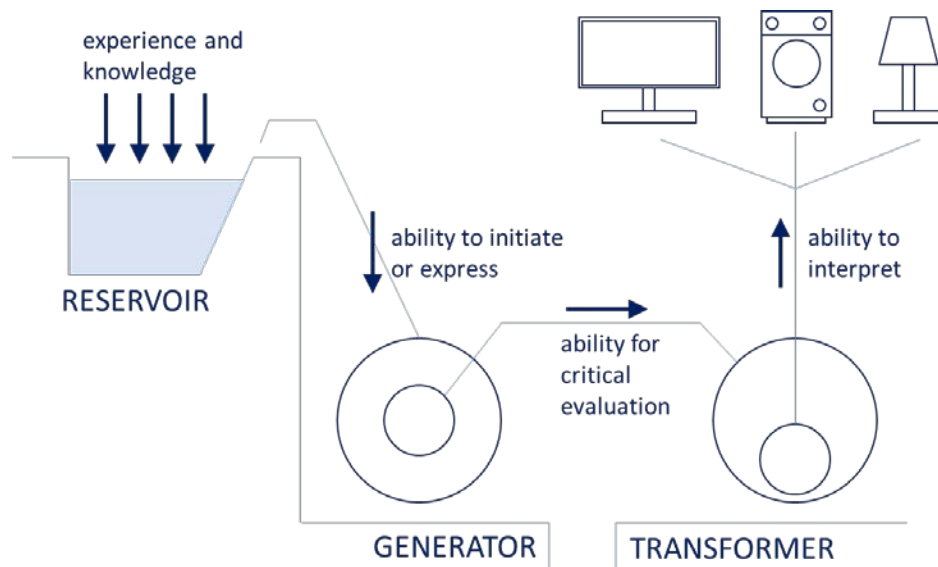 experience and
knowledge
RESERVOIR
ability to initiate
or express
ability for
critical
evaluation
ability to
interpret
GENERATOR
TRANSFORMER